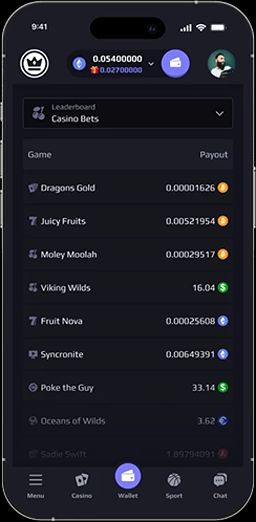 9:41
0.05400000
0.02700000
Leaderboard
Casino Bets
Game Payout
Dragons Gold 0.00001626
Juicy Fruits 0.00521954
Moley Moolah 0.00029517
Viking Wilds 16.04
Fruit Nova 0.00025608
Syncronite 0.00649391
Poke the Guy 33.14
Oceans of Wilds 3.62
Sadie Swift 1.89794091
Menu Casino Wallet Sport Chat